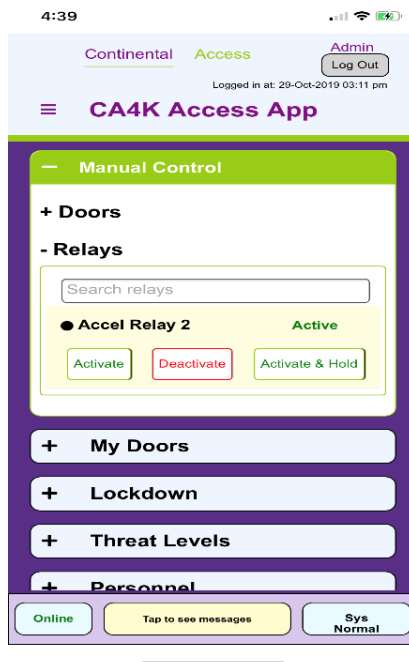 4:39
Continental Access
Admin
Log Out
Logged in at: 29-Oct-2019 03:11 pm
≡ CA4K Access App
− Manual Control
+ Doors
- Relays
Search relays
● Accel Relay 2 Active
Activate Deactivate Activate & Hold
+ My Doors
+ Lockdown
+ Threat Levels
+ Personnel
Online Tap to see messages Sys
Normal